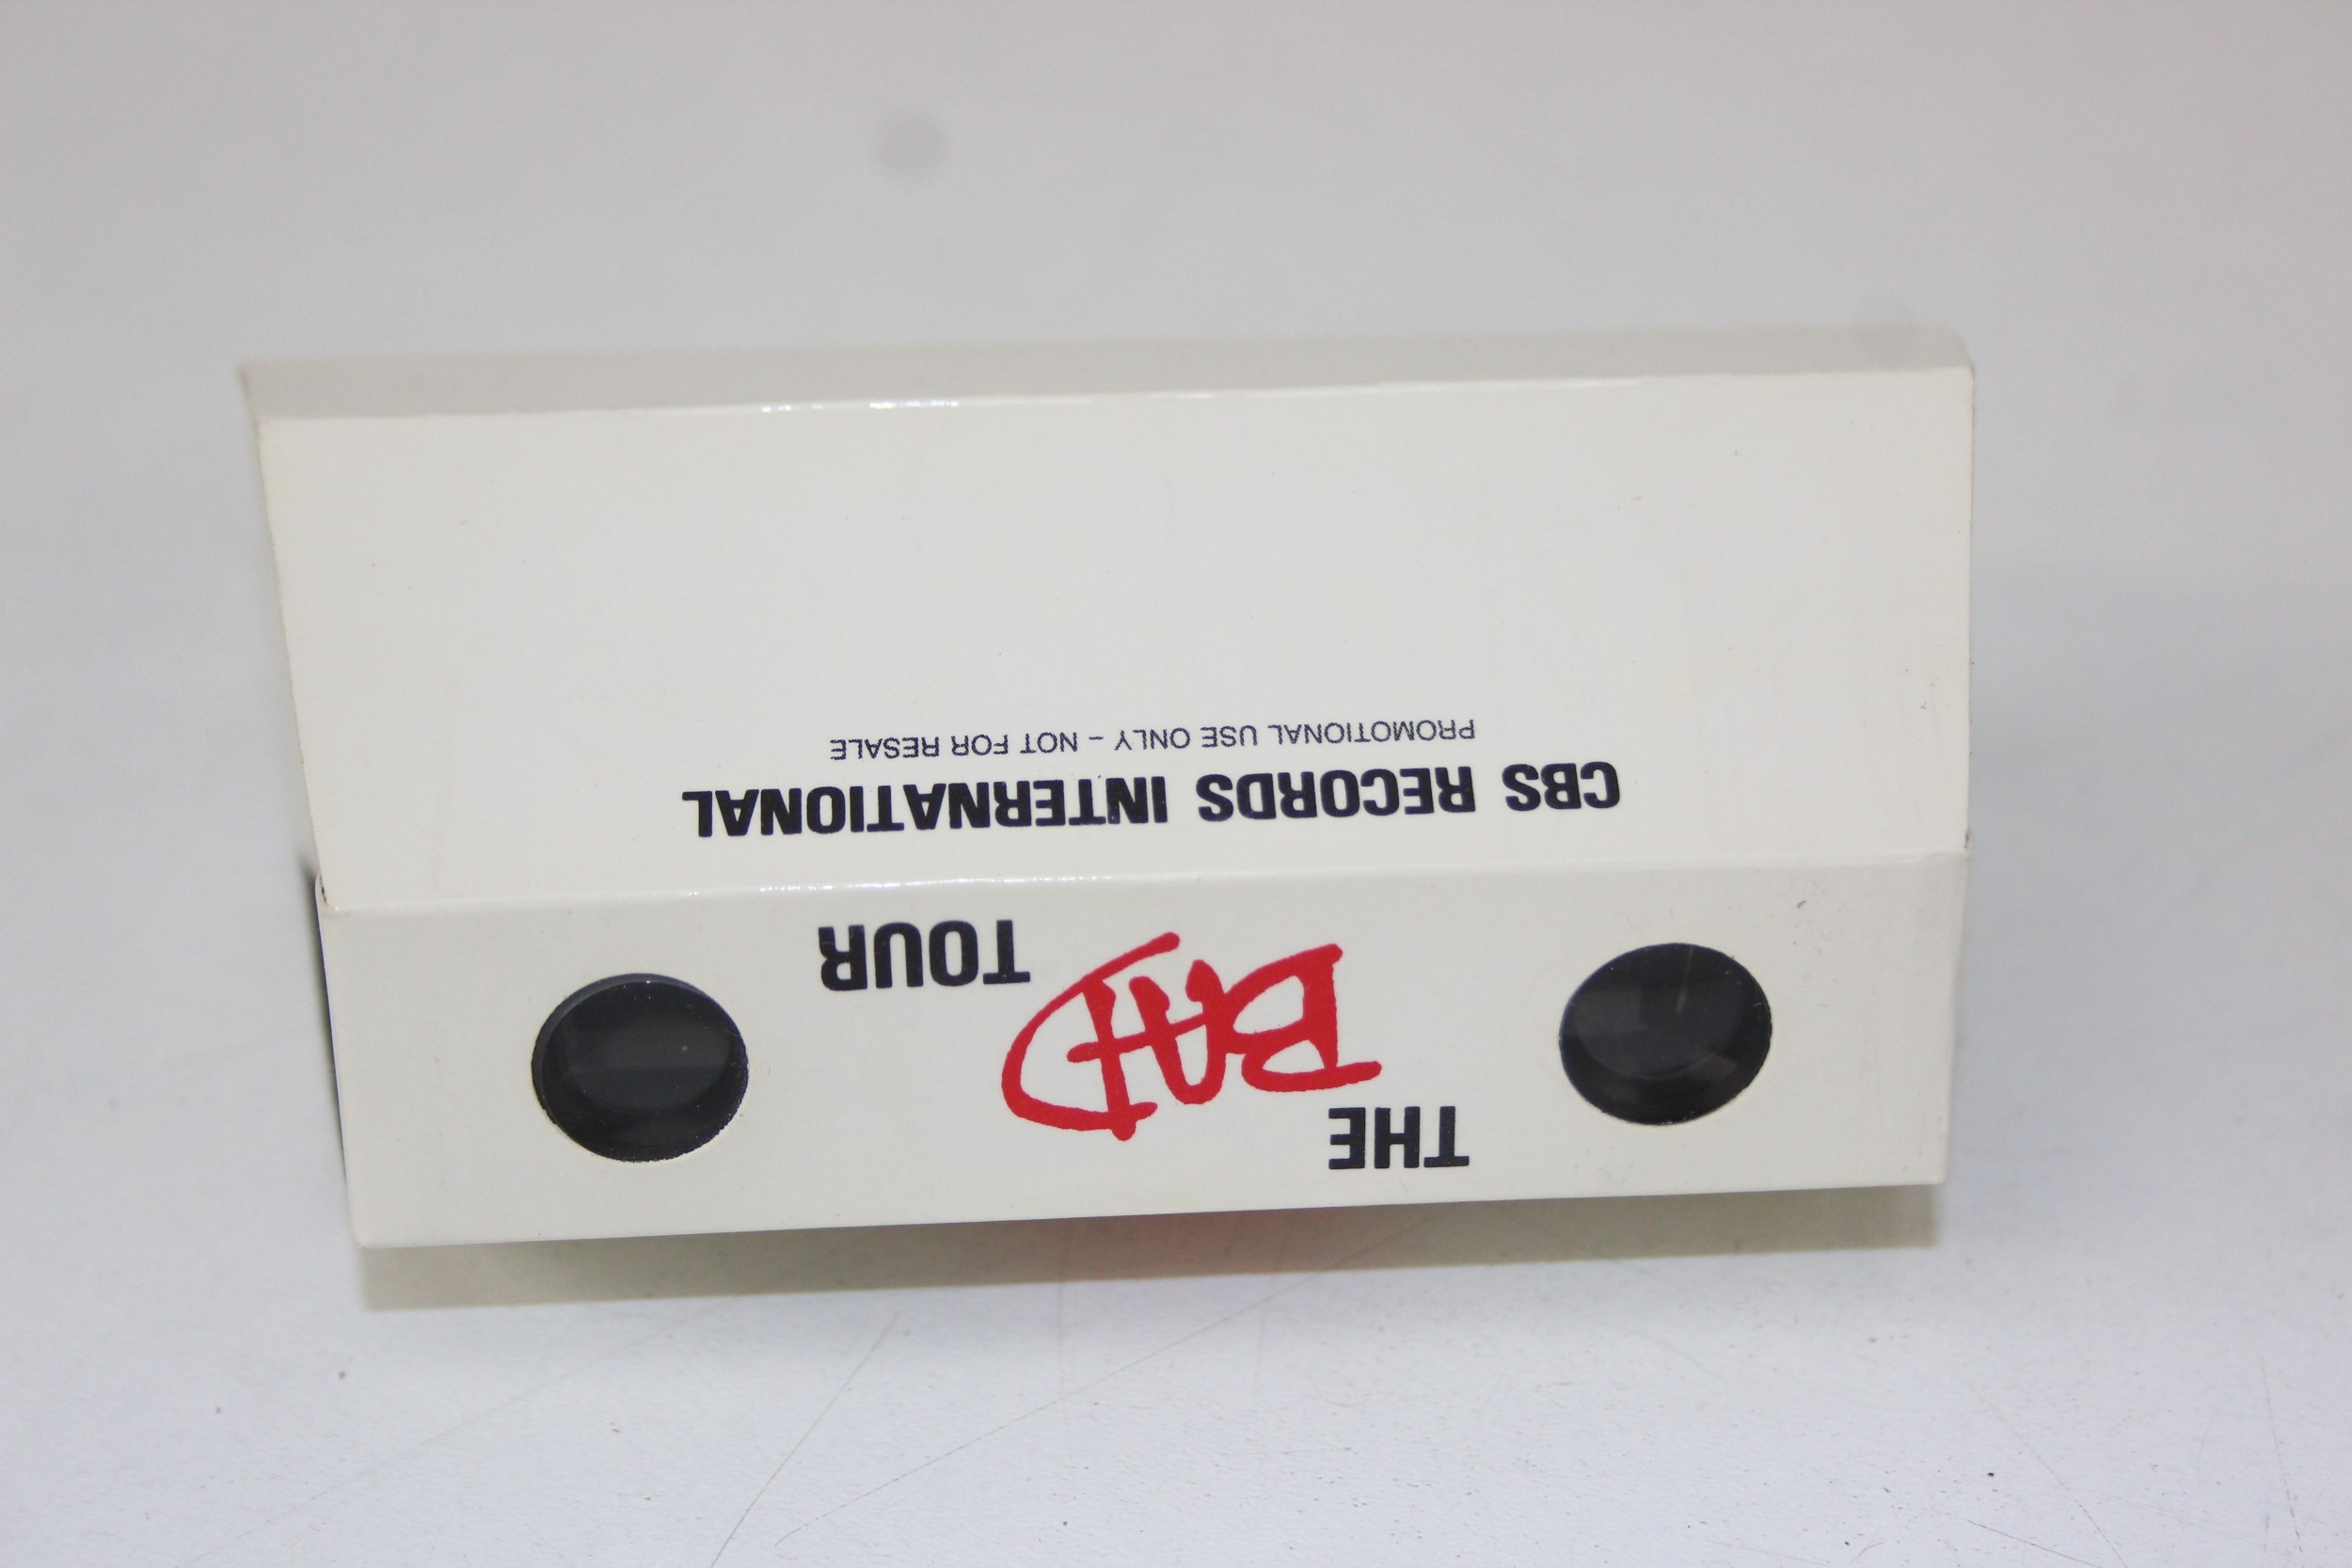 THE
BAD
TOUR
CBS RECORDS INTERNATIONAL
PROMOTIONAL USE ONLY – NOT FOR RESALE